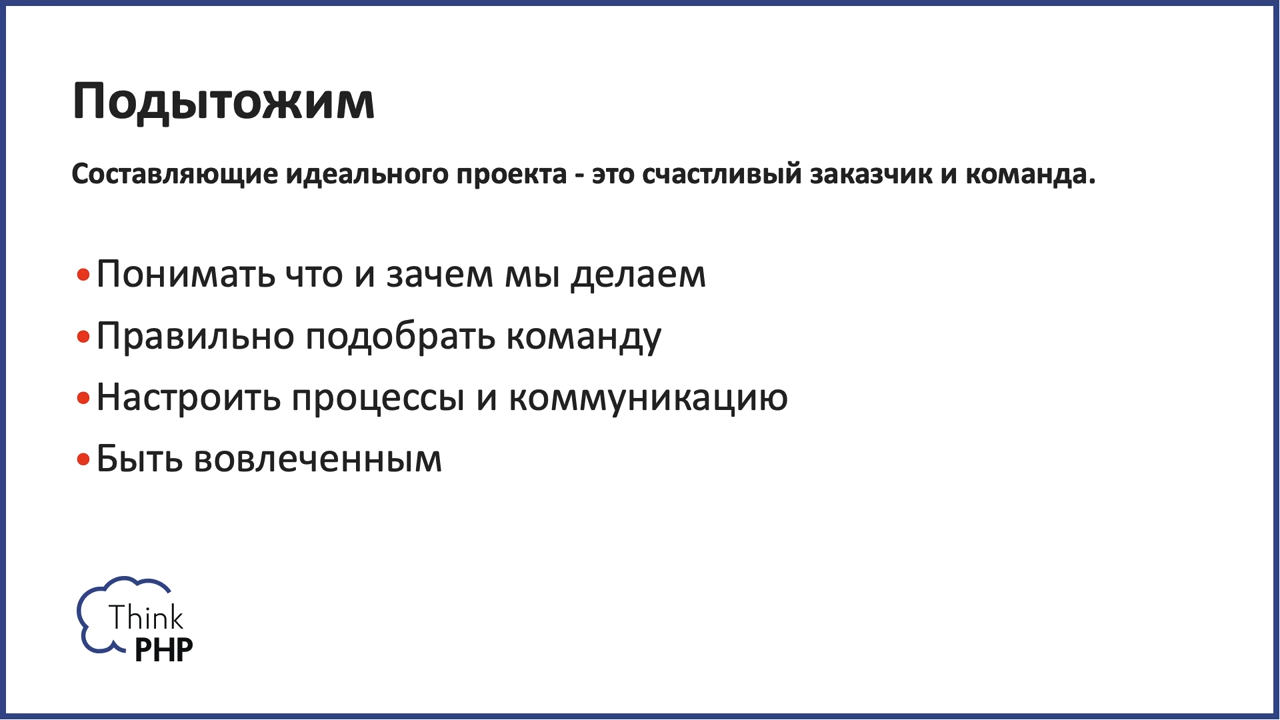 Подытожим
Составляющие идеального проекта - это счастливый заказчик и команда.
•Понимать что и зачем мы делаем
•Правильно подобрать команду
•Настроить процессы и коммуникацию
•Быть вовлеченным
Think
PHP